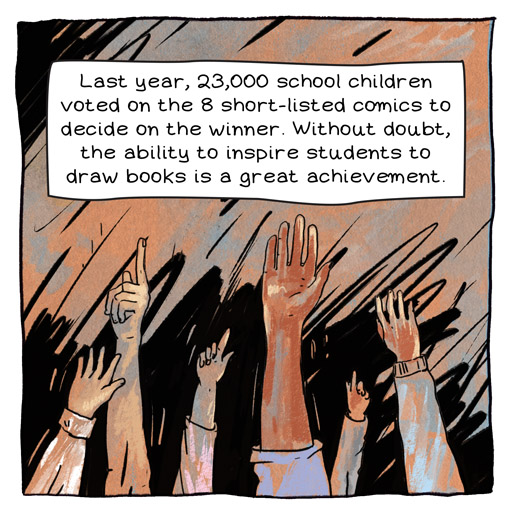 Last year, 23,000 school children
voted on the 8 short-listed comics to
decide on the winner. Without doubt,
the ability to inspire students to
draw books is a great achievement.